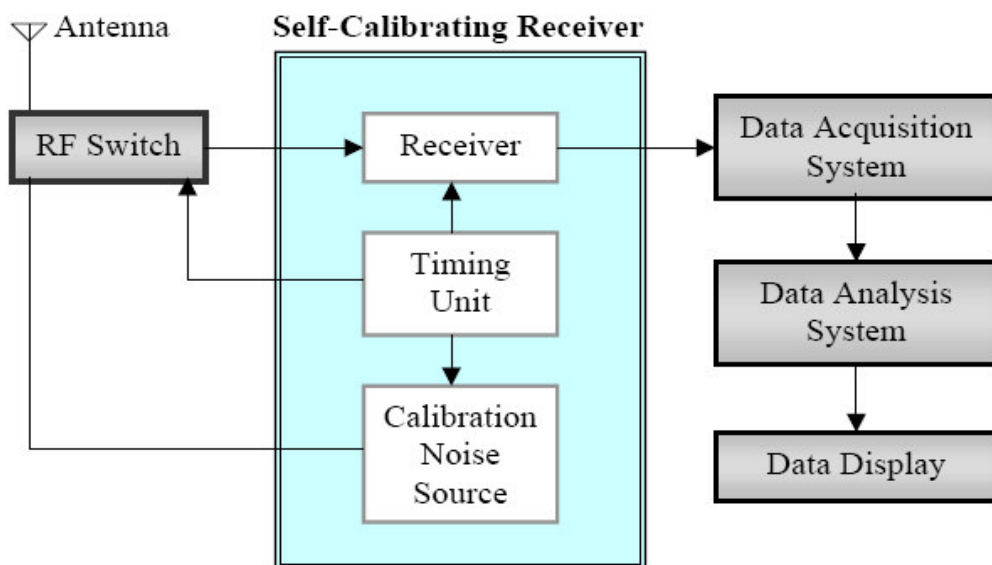 Antenna
Self-Calibrating Receiver
RF Switch
Receiver
Data Acquisition
System
Timing
Unit
Data Analysis
System
Calibration
Noise
Source
Data Display